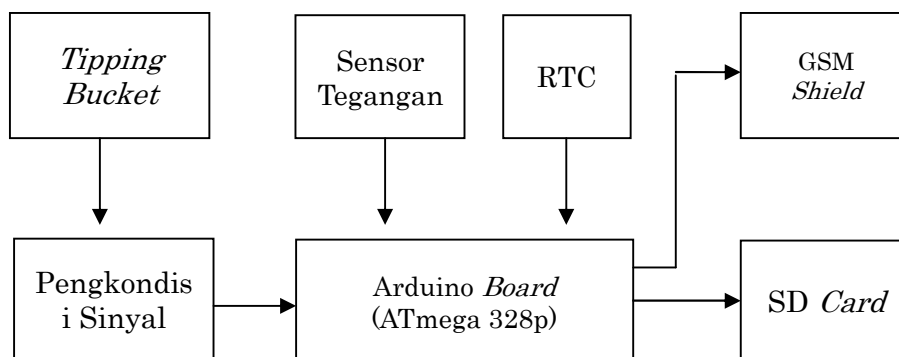 Tipping
Bucket
Sensor
Tegangan
RTC
GSM
Shield
Pengkondis
i Sinyal
Arduino Board
(ATmega 328p)
SD Card